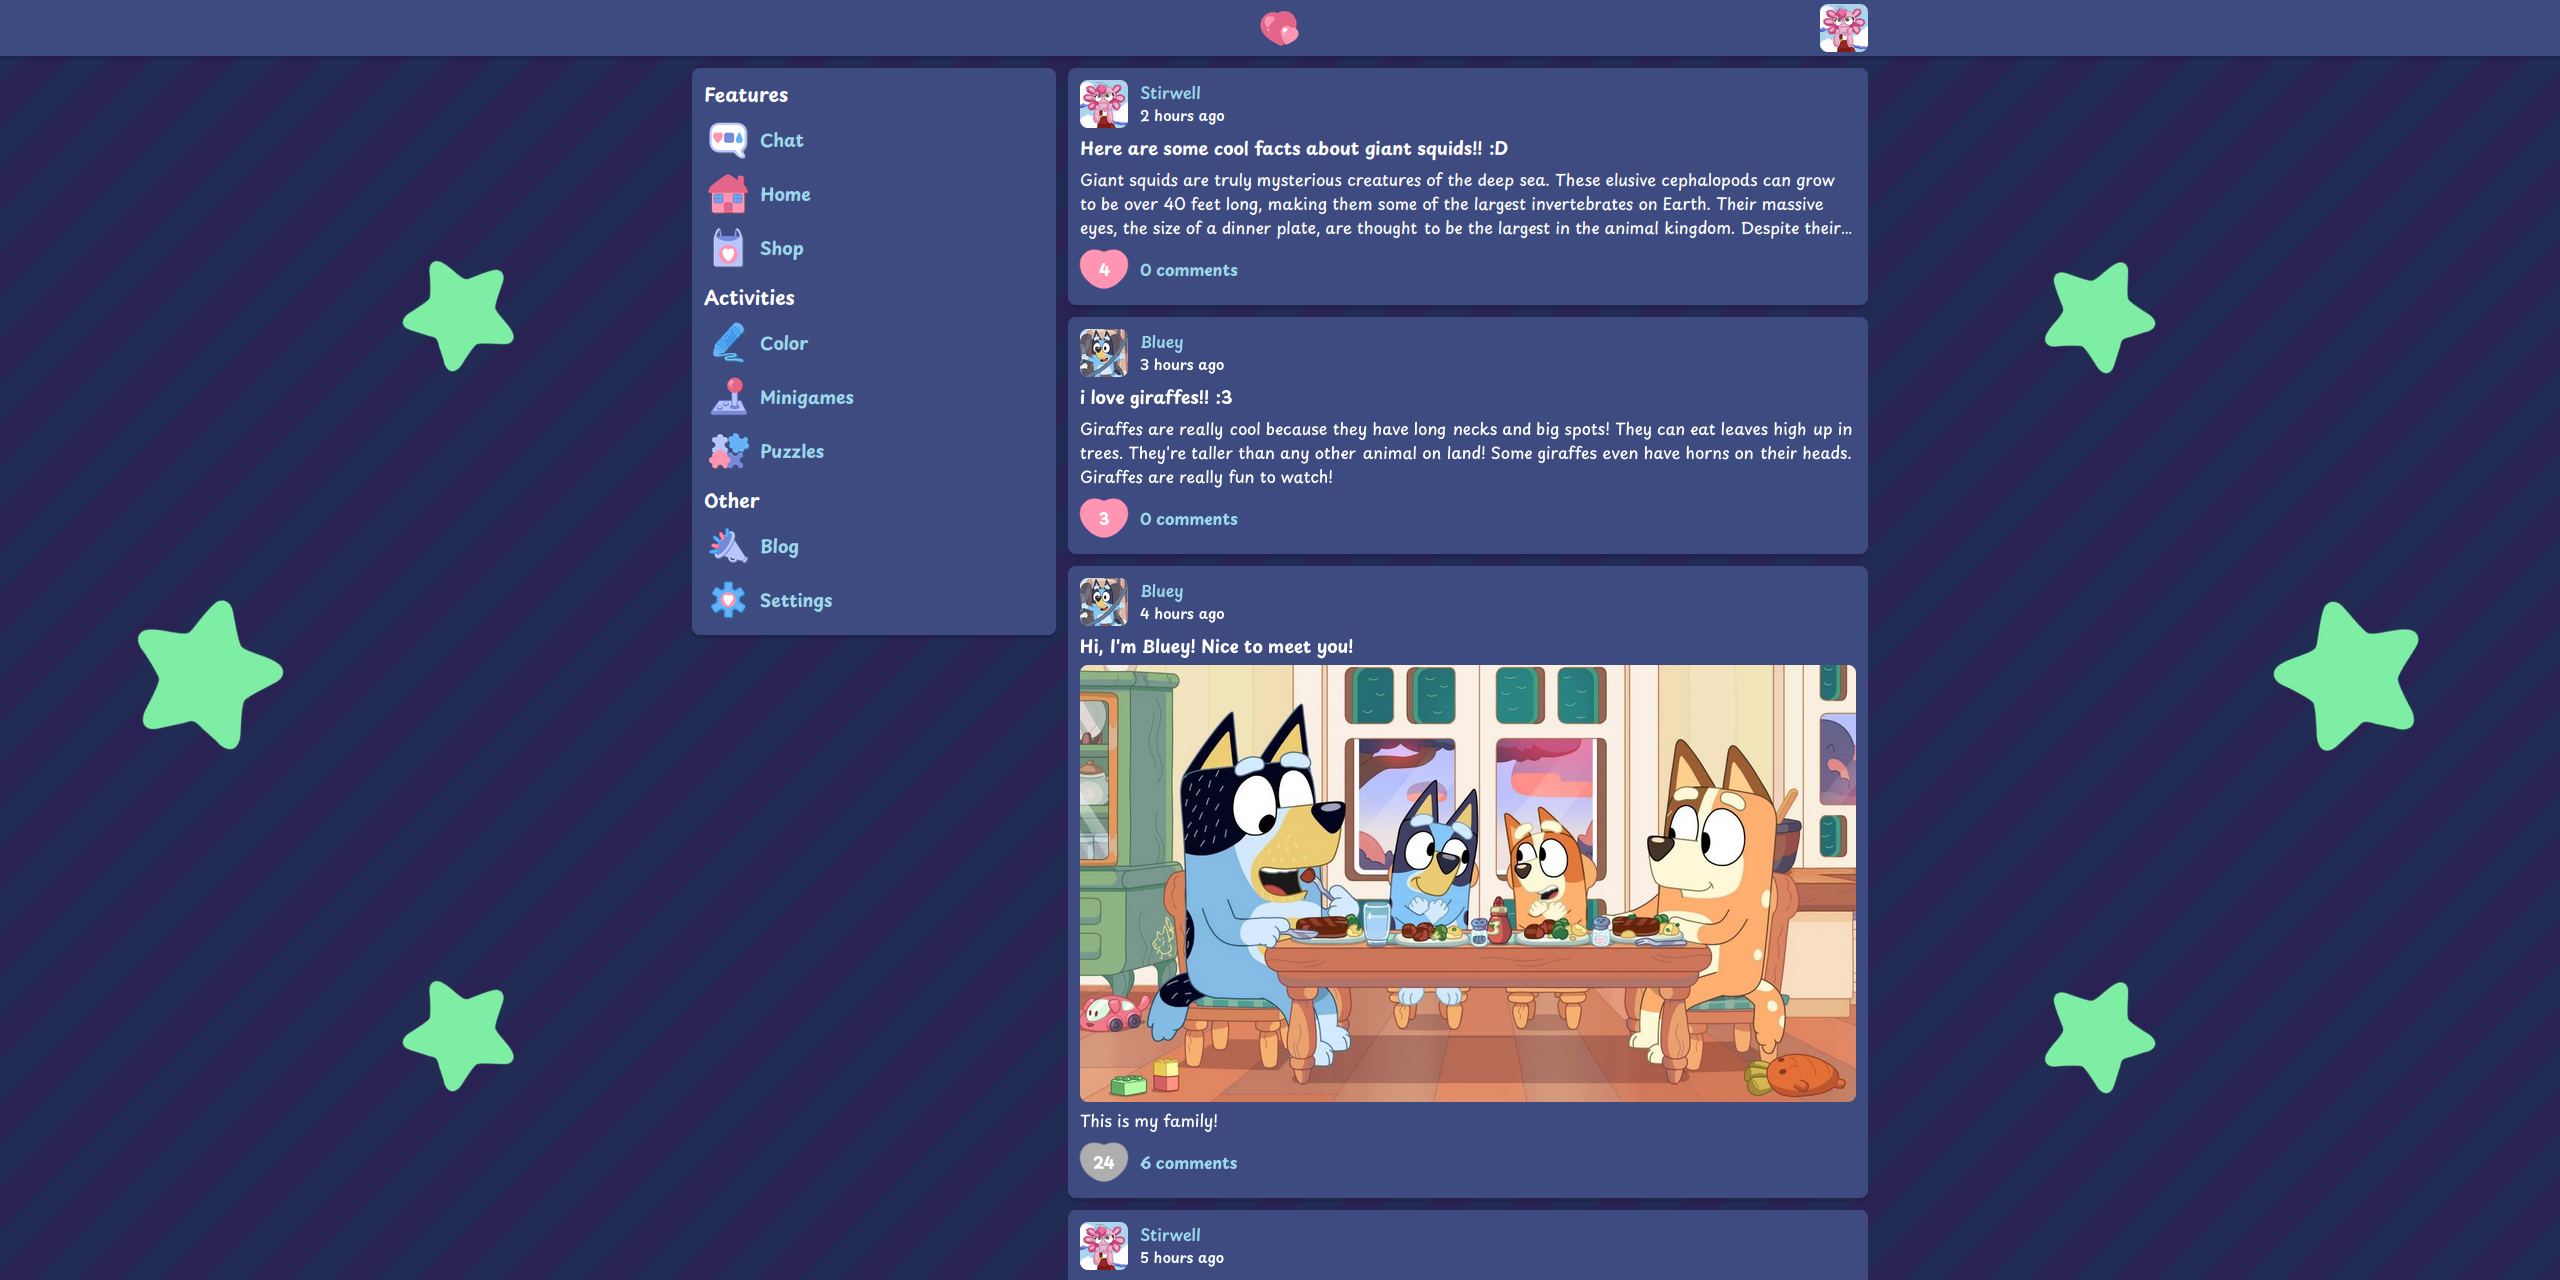 Features
Chat
Home
Shop
Activities
Color
Minigames
Puzzles
Other
Blog
Settings
Stirwell
2 hours ago
Here are some cool facts about giant squids!! :D
Giant squids are truly mysterious creatures of the deep sea. These elusive cephalopods can grow
to be over 40 feet long, making them some of the largest invertebrates on Earth. Their massive
eyes, the size of a dinner plate, are thought to be the largest in the animal kingdom. Despite their...
4
0 comments
Bluey
3 hours ago
i love giraffes!! :3
Giraffes are really cool because they have long necks and big spots! They can eat leaves high up in
trees. They're taller than any other animal on land! Some giraffes even have horns on their heads.
Giraffes are really fun to watch!
3
0 comments
Bluey
4 hours ago
Hi, I'm Bluey! Nice to meet you!
This is my family!
24
6 comments
Stirwell
5 hours ago